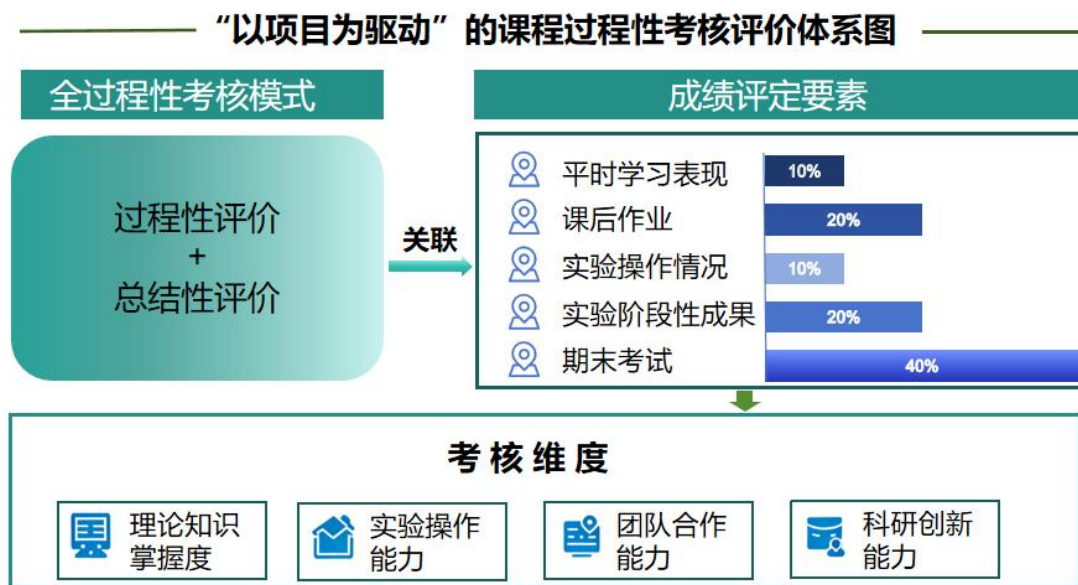 “以项目为驱动”的课程过程性考核评价体系图
全过程性考核模式
成绩评定要素
过程性评价
+
总结性评价
关联
平时学习表现 10%
课后作业 20%
实验操作情况 10%
实验阶段性成果 20%
期末考试 40%
考核维度
理论知识
掌握度
实验操作
能力
团队合作
能力
科研创新
能力